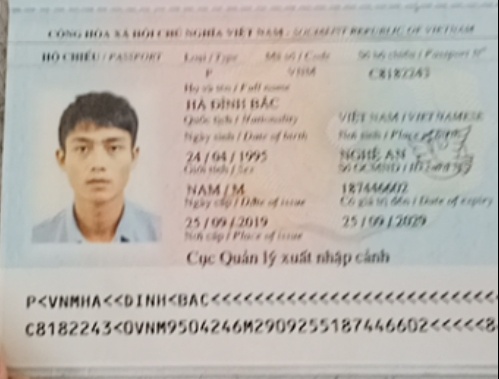 CỘNG HÒA XÃ HỘI CHỦ NGHĨA VIỆT NAM - SOCIALIST REPUBLIC OF VIETNAM
HỘ CHIẾU / PASSPORT Loại / Type Mã số / Code Số hộ chiếu / Passport Nº
P VNM C8182243
Họ và tên / Full name
HÀ ĐÌNH BẮC
Quốc tịch / Nationality VIỆT NAM / VIETNAMESE
Ngày sinh / Date of birth Nơi sinh / Place of birth
24 / 04 / 1995 NGHỆ AN
Giới tính / Sex Số GCMND /
NAM / M 187446602
Ngày cấp / Date of issue Có giá trị đến / Date of expiry
25 / 09 / 2019 25 / 09 / 2029
Nơi cấp / Place of issue
Cục Quản lý xuất nhập cảnh
P<VNMHA<<DINH<BAC<<<<<<<<<<<<<<<<<<<<<<<<<<
C8182243<0VNM9504246M2909255187446602<<<<<8